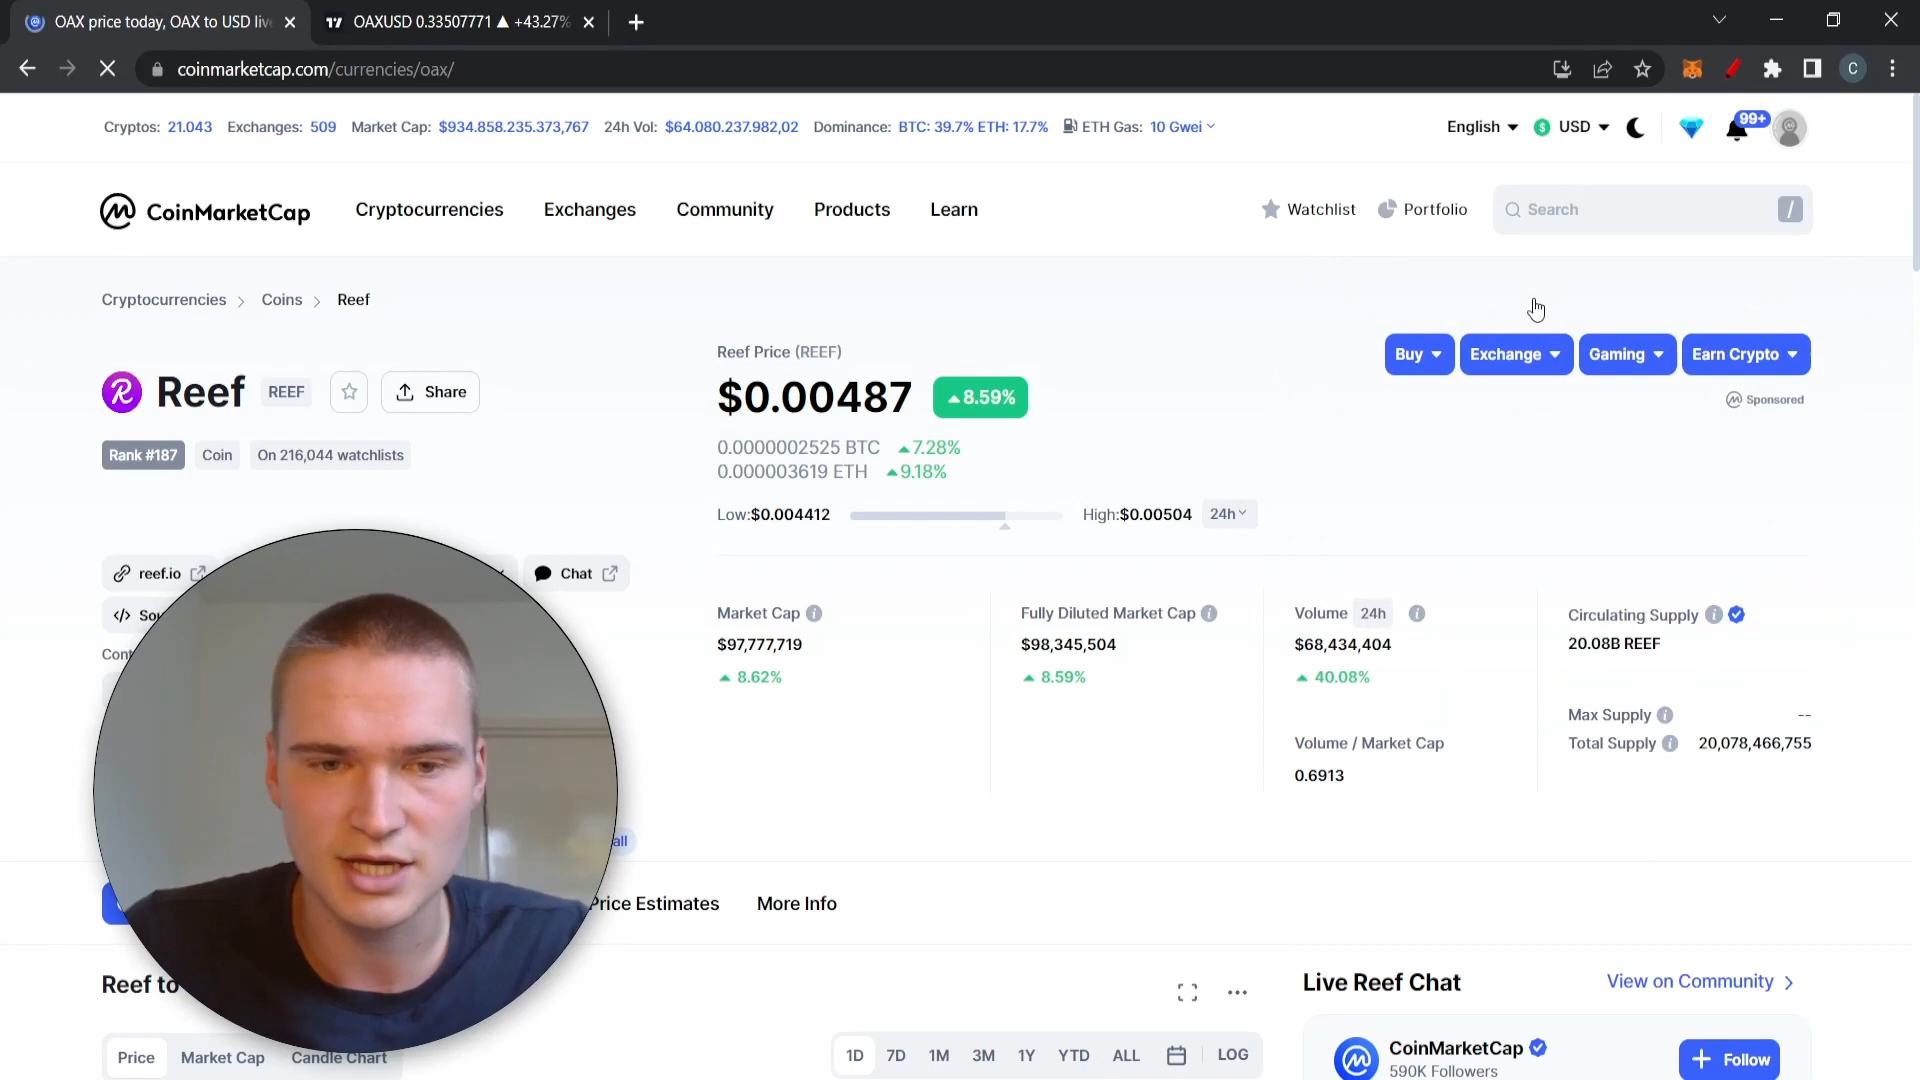 OAX price today, OAX to USD liv
OAXUSD 0.33507771 ▲ +43.27%
coinmarketcap.com/currencies/oax/
C
Cryptos: 21.043 Exchanges: 509 Market Cap: $934.858.235.373,767 24h Vol: $64.080.237.982,02 Dominance: BTC: 39.7% ETH: 17.7% ETH Gas: 10 Gwei
English USD 99+
CoinMarketCap Cryptocurrencies Exchanges Community Products Learn Watchlist Portfolio Search /
Cryptocurrencies > Coins > Reef
Reef REEF Share
Rank #187 Coin On 216,044 watchlists
reef.io Chat
Sou
Cont
all
Reef Price (REEF)
$0.00487 8.59%
0.0000002525 BTC 7.28%
0.000003619 ETH 9.18%
Low:$0.004412 High:$0.00504 24h
Buy Exchange Gaming Earn Crypto
Sponsored
Market Cap
$97,777,719
8.62%
Fully Diluted Market Cap
$98,345,504
8.59%
Volume 24h
$68,434,404
40.08%
Volume / Market Cap
0.6913
Circulating Supply
20.08B REEF
Max Supply --
Total Supply 20,078,466,755
Price Estimates More Info
Reef to
Price Market Cap Candle Chart
1D 7D 1M 3M 1Y YTD ALL LOG
Live Reef Chat View on Community >
CoinMarketCap
590K Followers
+ Follow